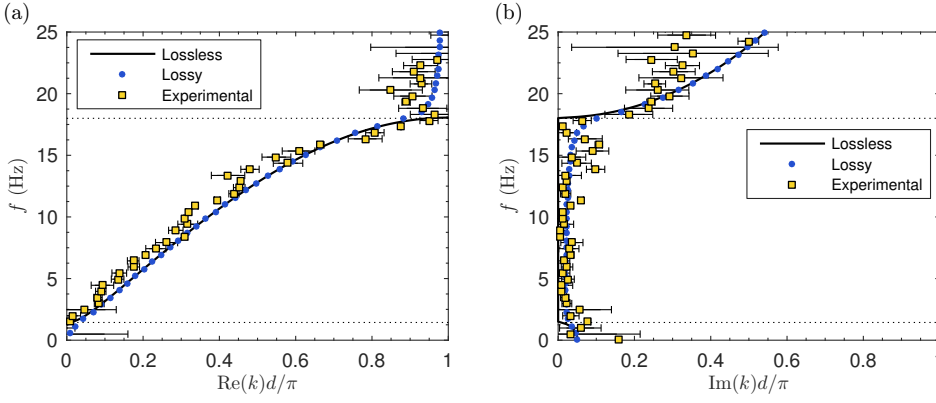 (a)
25
20
15
10
5
0
f (Hz)
Lossless
Lossy
Experimental
0 0.2 0.4 0.6 0.8 1
Re(k)d/π
(b)
25
20
15
10
5
0
f (Hz)
Lossless
Lossy
Experimental
0 0.2 0.4 0.6 0.8 1
Im(k)d/π